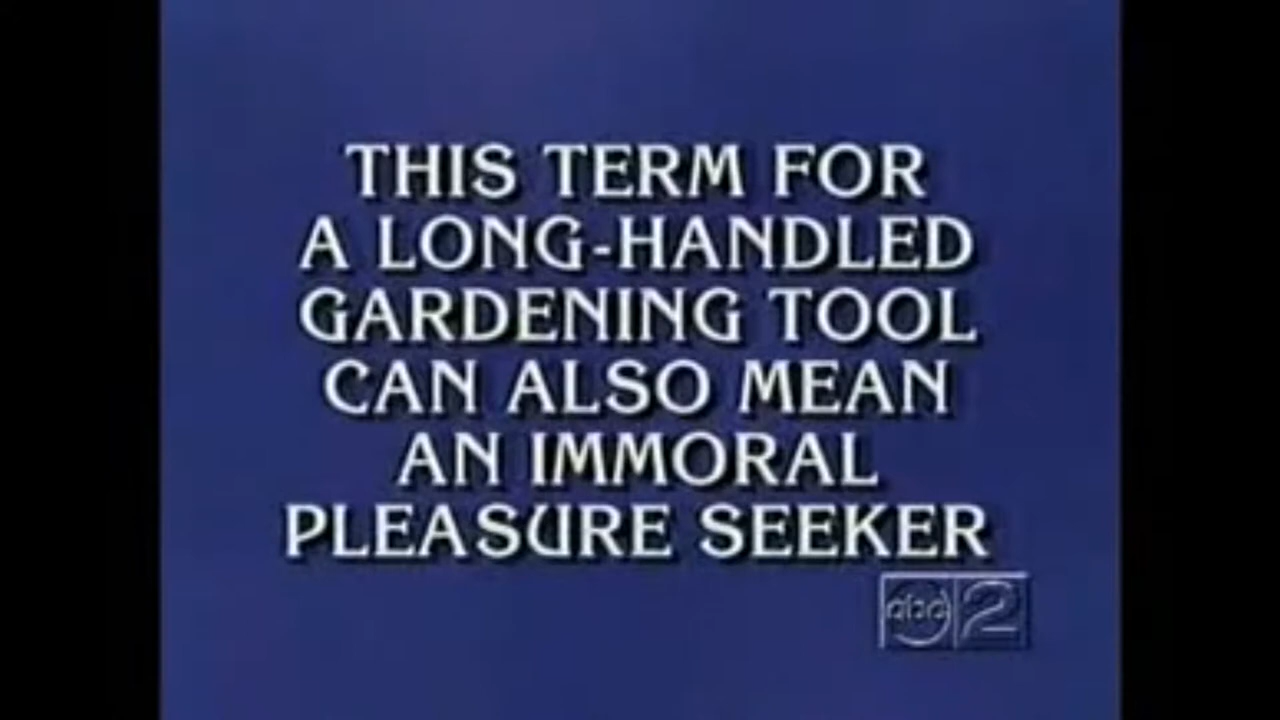 THIS TERM FOR
A LONG-HANDLED
GARDENING TOOL
CAN ALSO MEAN
AN IMMORAL
PLEASURE SEEKER
abc 2